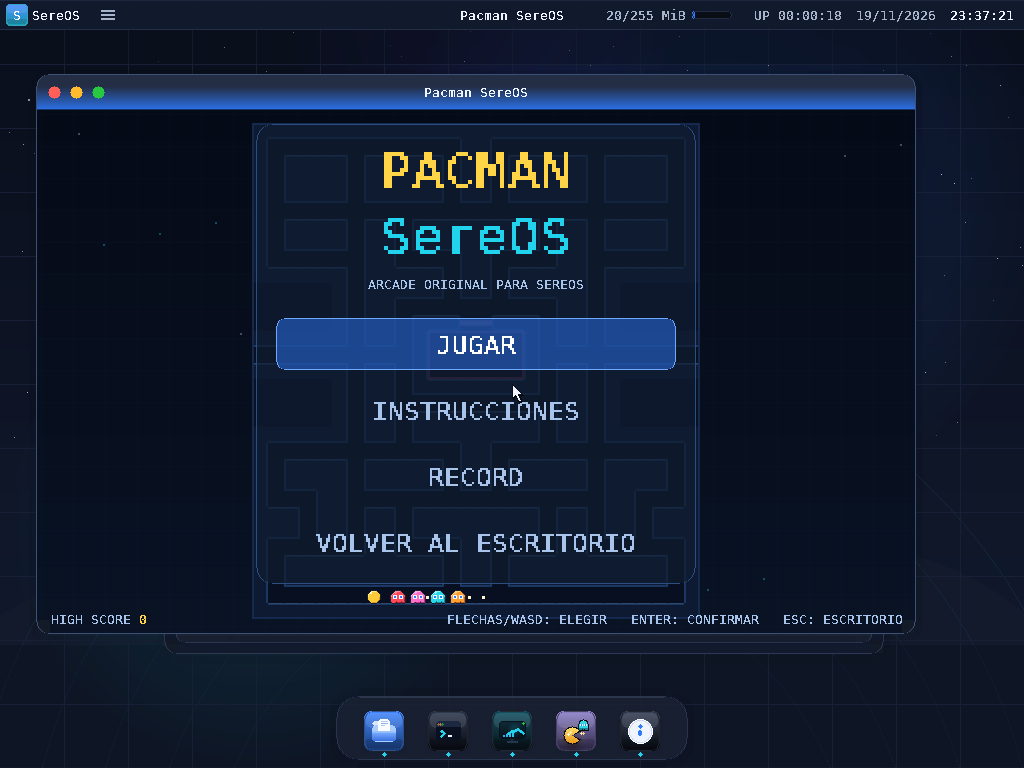 S SereOS Pacman SereOS 20/255 MiB UP 00:00:18 19/11/2026 23:37:21
Pacman SereOS
PACMAN
SereOS
ARCADE ORIGINAL PARA SEREOS
JUGAR
INSTRUCCIONES
RECORD
VOLVER AL ESCRITORIO
HIGH SCORE 0 FLECHAS/WASD: ELEGIR ENTER: CONFIRMAR ESC: ESCRITORIO